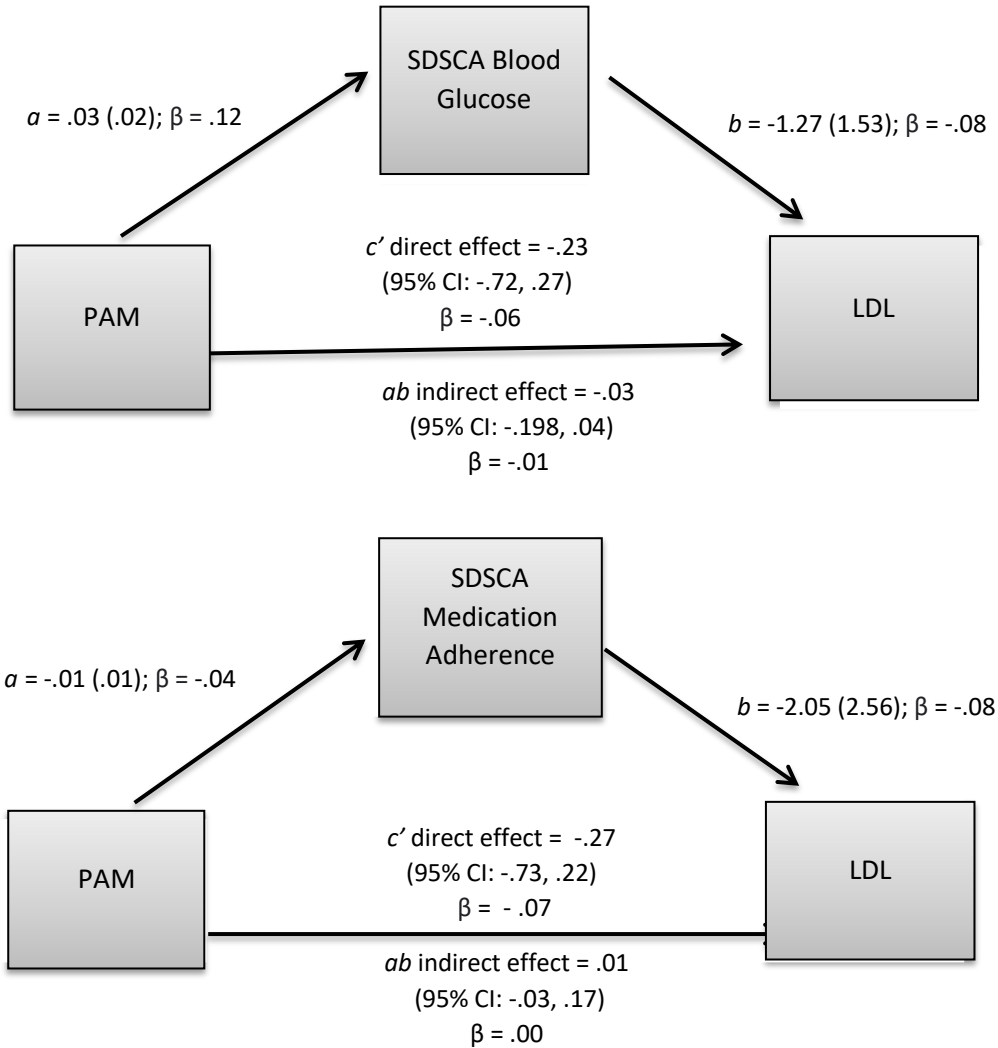 SDSCA Blood
Glucose
a = .03 (.02); β = .12
b = -1.27 (1.53); β = -.08
PAM
c’ direct effect = -.23
(95% CI: -.72, .27)
β = -.06
LDL
ab indirect effect = -.03
(95% CI: -.198, .04)
β = -.01
SDSCA
Medication
Adherence
a = -.01 (.01); β = -.04
b = -2.05 (2.56); β = -.08
PAM
c’ direct effect =  -.27
(95% CI: -.73, .22)
β =  - .07
LDL
ab indirect effect = .01
(95% CI: -.03, .17)
β = .00